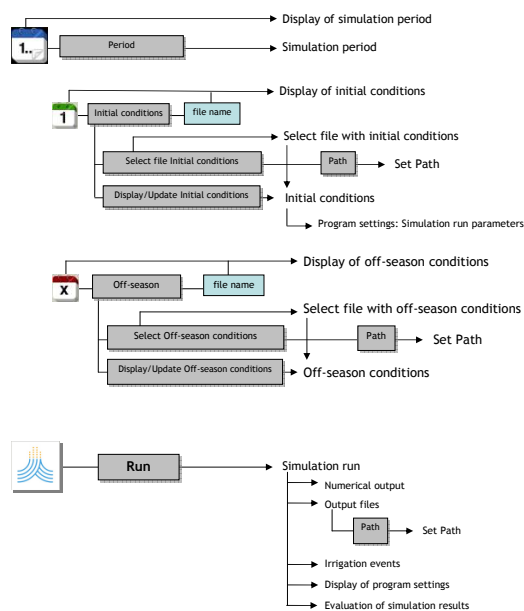 Display of simulation period
1..
Period
Simulation period
Display of initial conditions
1
Initial conditions
file name
Select file with initial conditions
Select file Initial conditions
Path
Set Path
Display/Update Initial conditions
Initial conditions
Program settings: Simulation run parameters
Display of off-season conditions
X
Off-season
file name
Select file with off-season conditions
Select Off-season conditions
Path
Set Path
Display/Update Off-season conditions
Off-season conditions
Run
Simulation run
Numerical output
Output files
Path
Set Path
Irrigation events
Display of program settings
Evaluation of simulation results